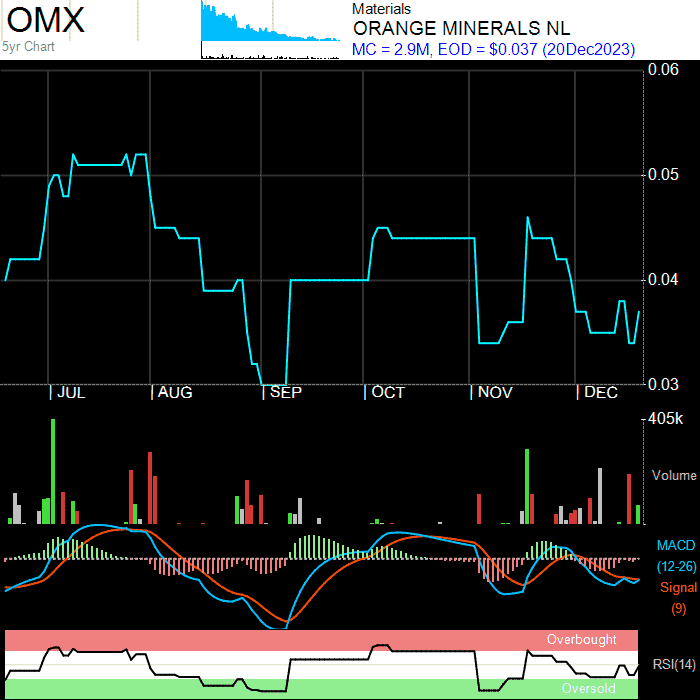 OMX
5yr Chart
Materials
ORANGE MINERALS NL
MC = 2.9M, EOD = $0.037 (20Dec2023)
0.06
0.05
0.04
0.03
JUL AUG SEP OCT NOV DEC
405k
Volume
MACD
(12-26)
Signal
(9)
Overbought
RSI(14)
Oversold